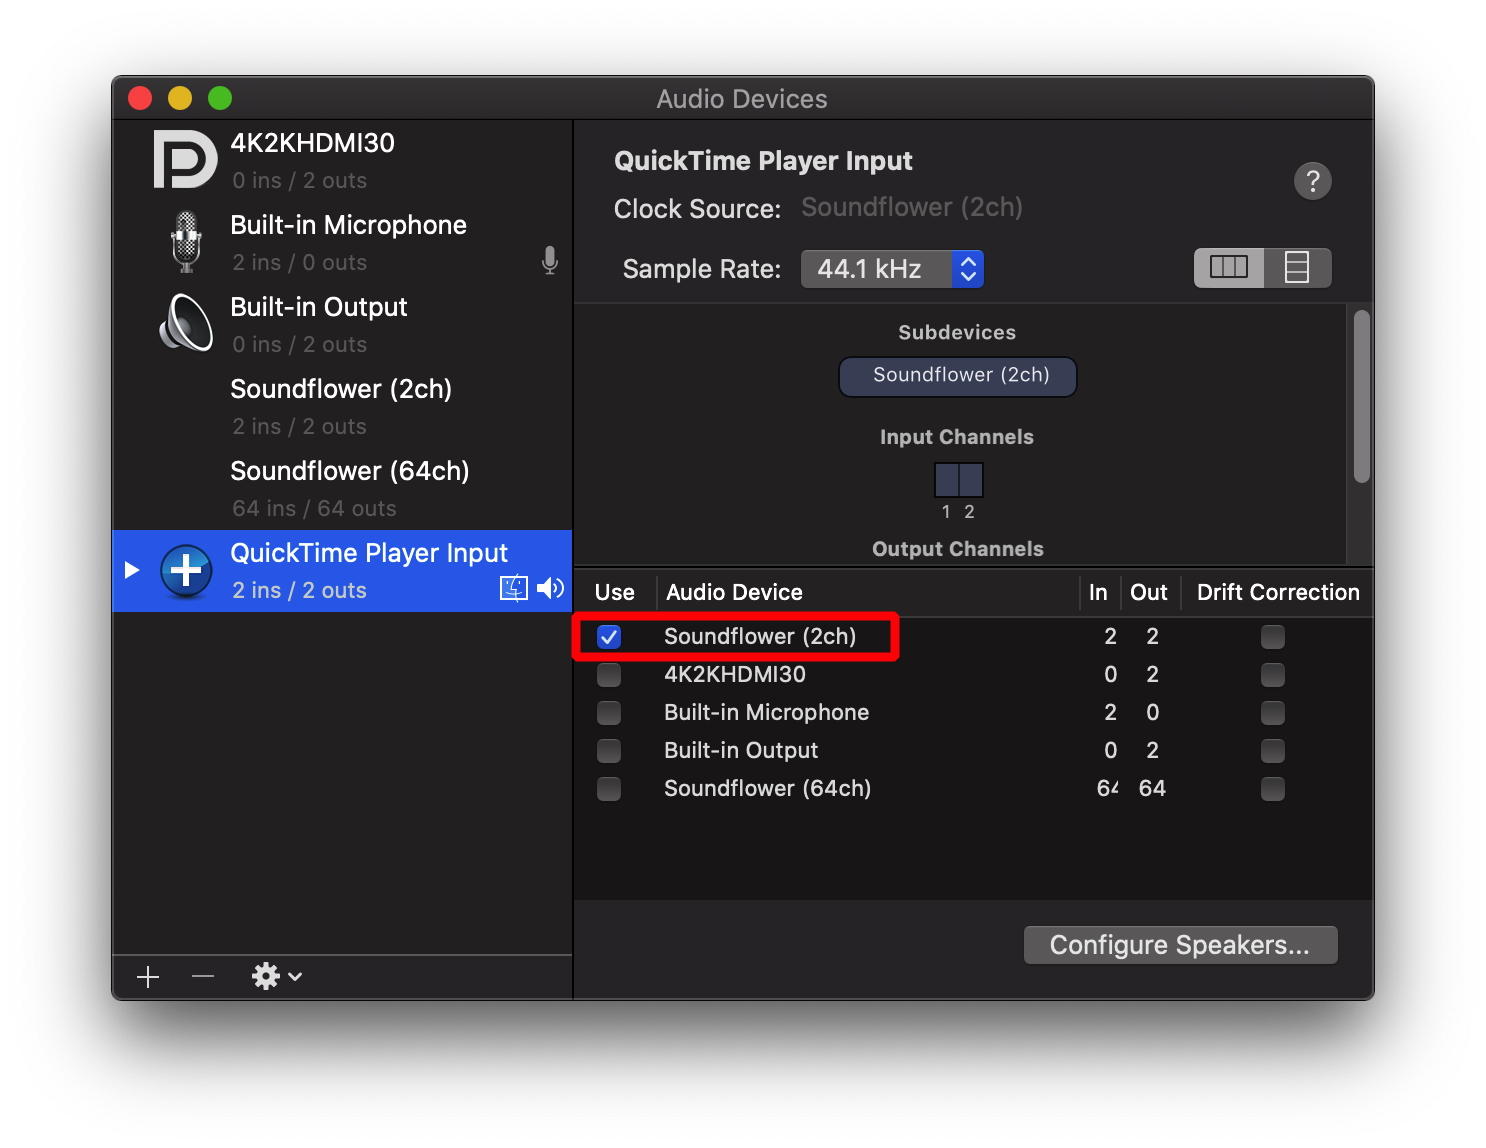 Audio Devices
4K2KHDMI30
0 ins / 2 outs
Built-in Microphone
2 ins / 0 outs
Built-in Output
0 ins / 2 outs
Soundflower (2ch)
2 ins / 2 outs
Soundflower (64ch)
64 ins / 64 outs
QuickTime Player Input
2 ins / 2 outs
QuickTime Player Input
?
Clock Source: Soundflower (2ch)
Sample Rate: 44.1 kHz
Subdevices
Soundflower (2ch)
Input Channels
1 2
Output Channels
Use Audio Device In Out Drift Correction
Soundflower (2ch) 2 2
4K2KHDMI30 0 2
Built-in Microphone 2 0
Built-in Output 0 2
Soundflower (64ch) 64 64
Configure Speakers...